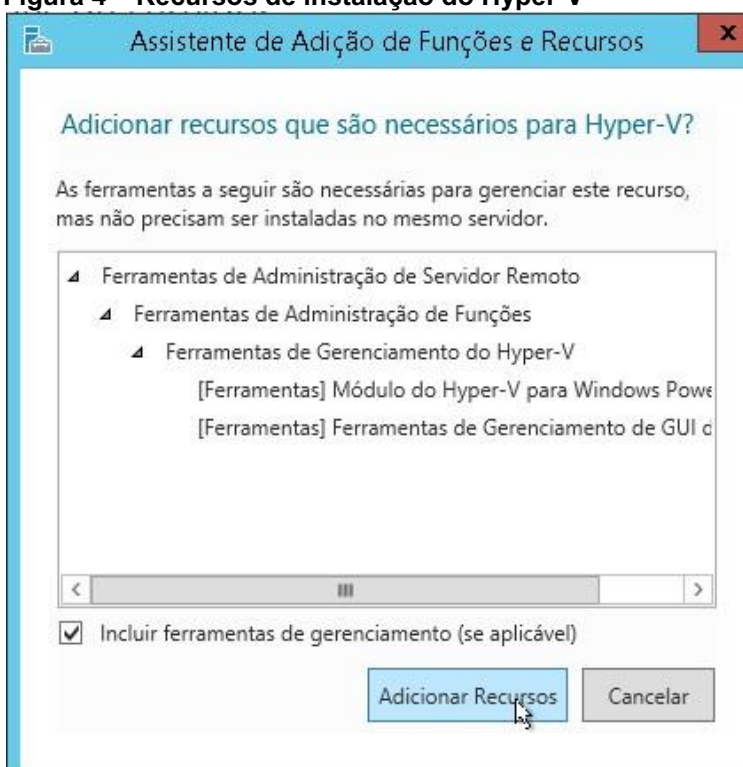 Figura 4 – Recursos de instalação do Hyper-V
Assistente de Adição de Funções e Recursos
x
Adicionar recursos que são necessários para Hyper-V?
As ferramentas a seguir são necessárias para gerenciar este recurso,
mas não precisam ser instaladas no mesmo servidor.
Ferramentas de Administração de Servidor Remoto
Ferramentas de Administração de Funções
Ferramentas de Gerenciamento do Hyper-V
[Ferramentas] Módulo do Hyper-V para Windows Powe
[Ferramentas] Ferramentas de Gerenciamento de GUI d
Incluir ferramentas de gerenciamento (se aplicável)
Adicionar Recursos Cancelar